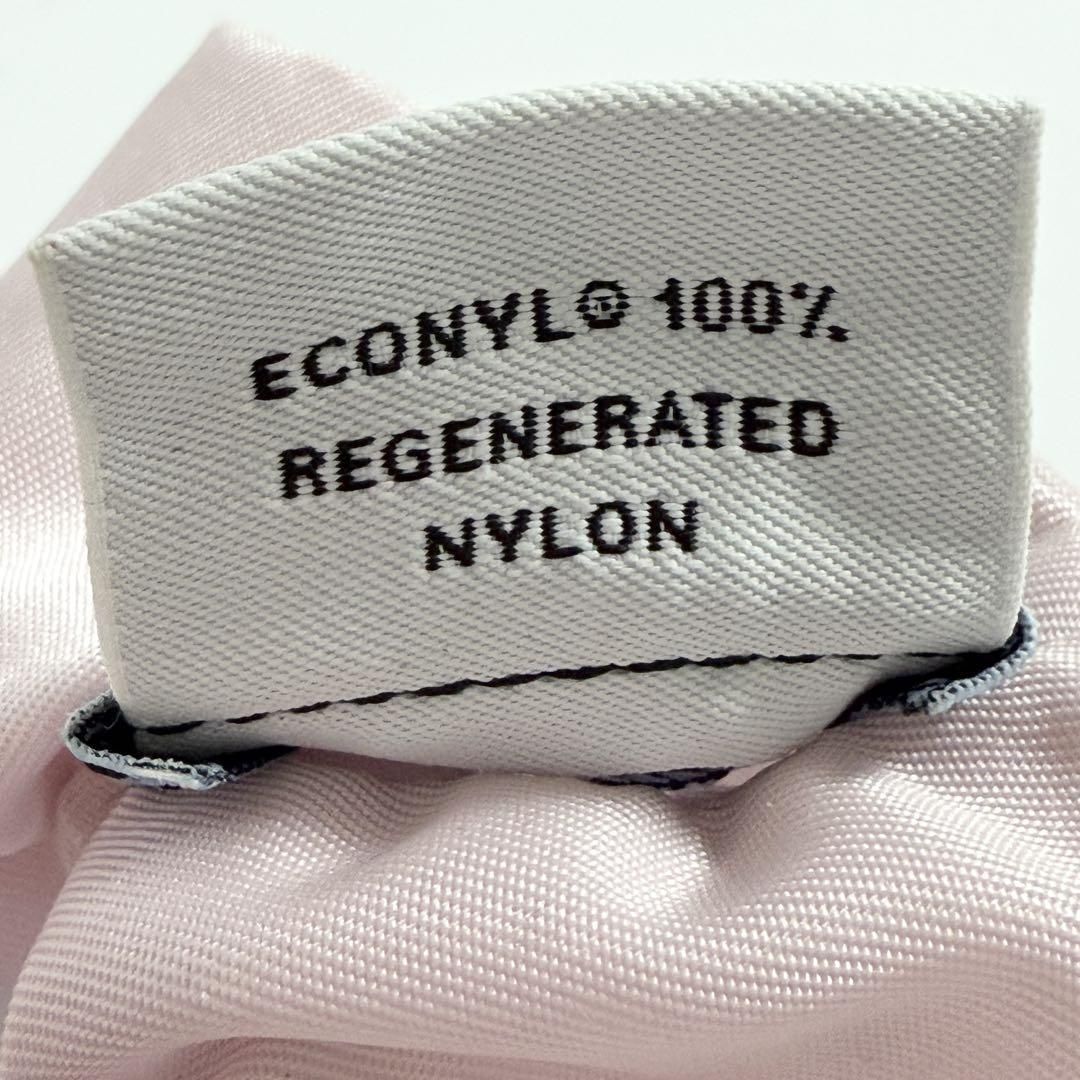 ECONYL® 100%
REGENERATED
NYLON